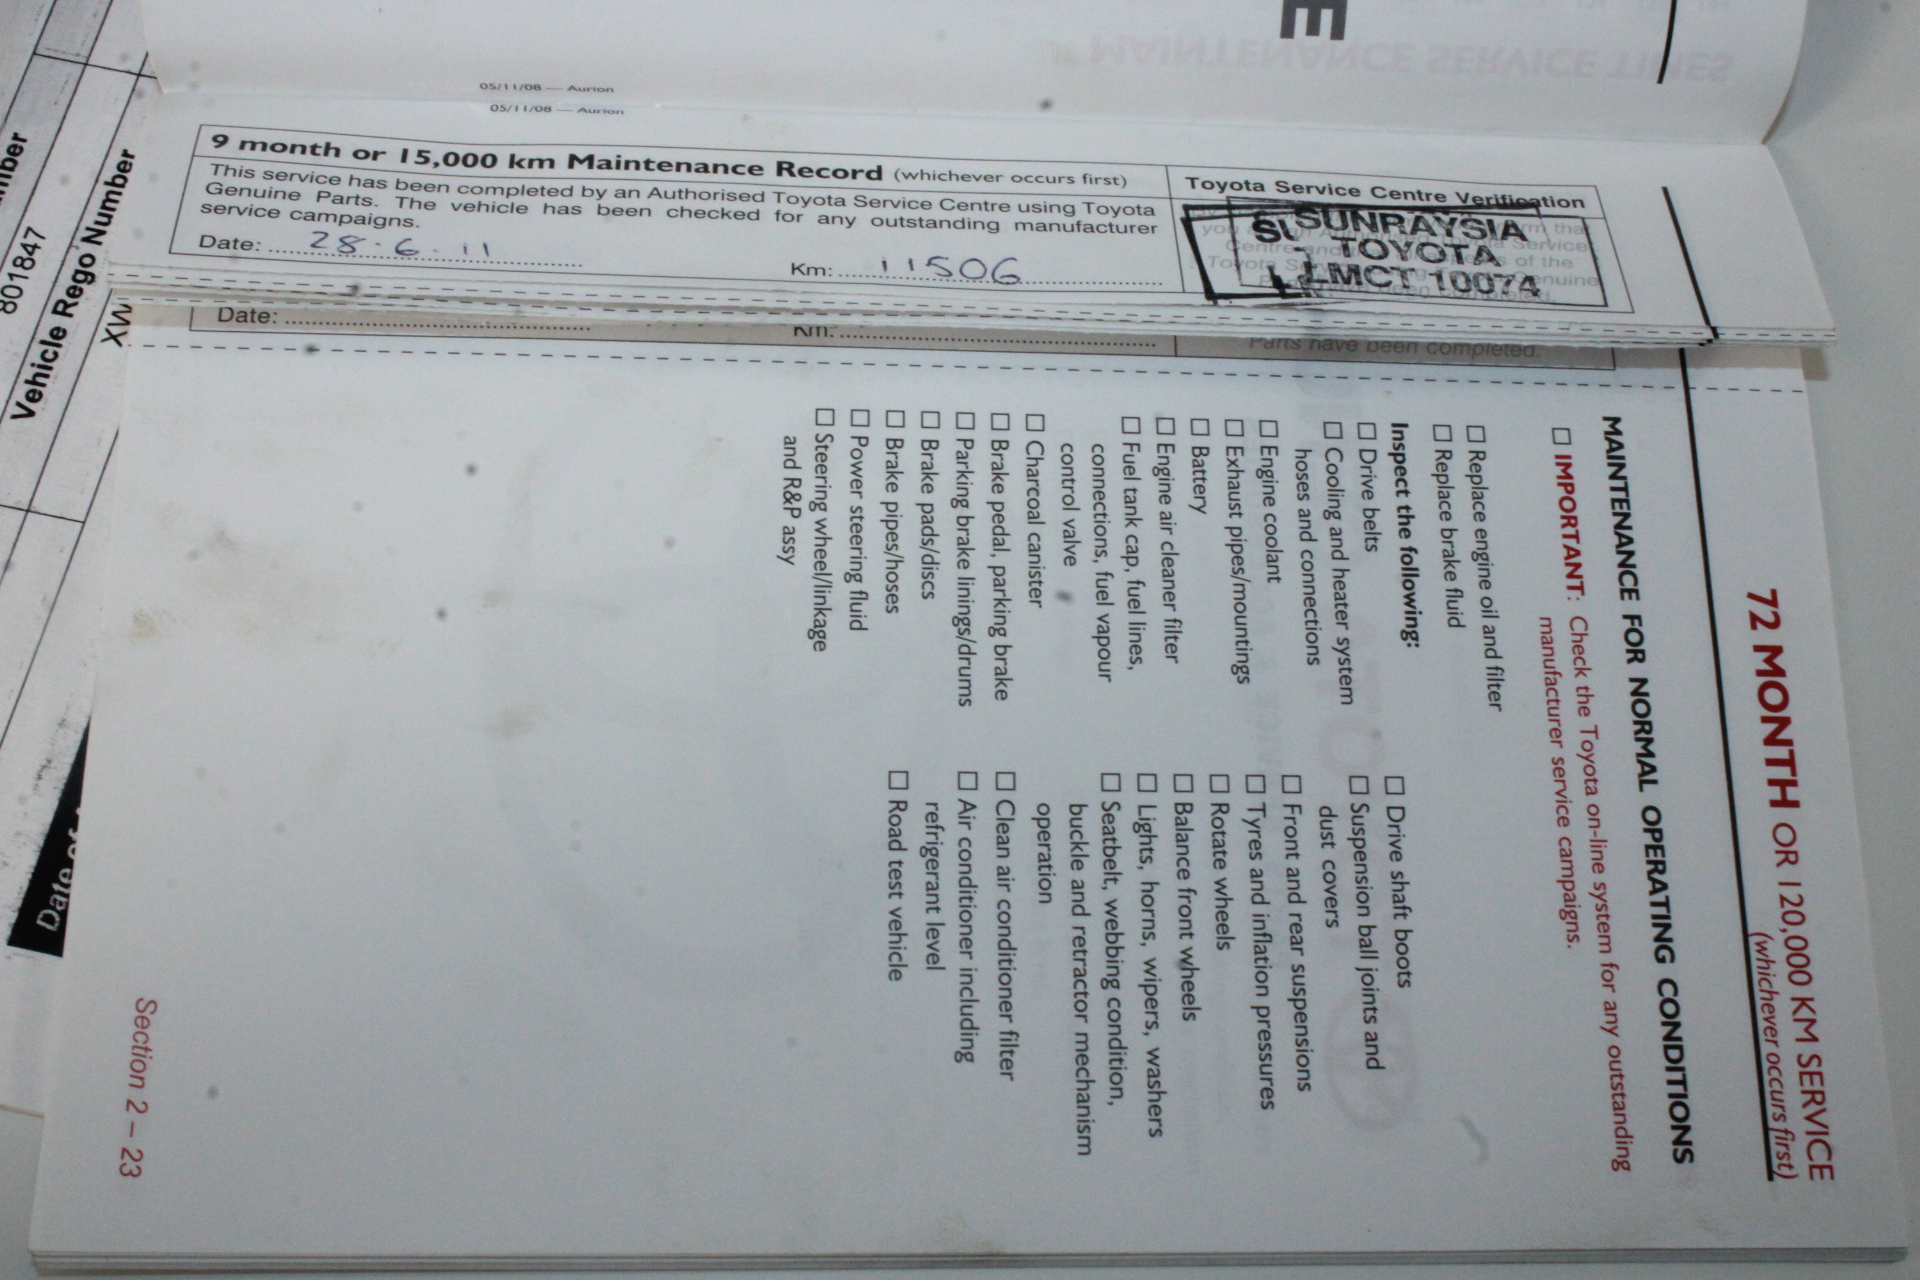 E
MAINTENANCE SERVICE TIMES
05/11/08 — Aurion
05/11/08 — Aurion
9 month or 15,000 km Maintenance Record (whichever occurs first)
This service has been completed by an Authorised Toyota Service Centre using Toyota
Genuine Parts. The vehicle has been checked for any outstanding manufacturer
service campaigns.
Date: 28.6.11
Km: 11506
Toyota Service Centre Verification
SUNRAYSIA
TOYOTA
LMCT 10074
Date:
Km:
Parts have been completed.
72 MONTH OR 120,000 KM SERVICE
(whichever occurs first)
MAINTENANCE FOR NORMAL OPERATING CONDITIONS
☐ IMPORTANT: Check the Toyota on-line system for any outstanding
manufacturer service campaigns.
☐ Replace engine oil and filter
☐ Replace brake fluid
Inspect the following:
☐ Drive belts
☐ Cooling and heater system
hoses and connections
☐ Engine coolant
☐ Exhaust pipes/mountings
☐ Battery
☐ Engine air cleaner filter
☐ Fuel tank cap, fuel lines,
connections, fuel vapour
control valve
☐ Charcoal canister
☐ Brake pedal, parking brake
☐ Parking brake linings/drums
☐ Brake pads/discs
☐ Brake pipes/hoses
☐ Power steering fluid
☐ Steering wheel/linkage
and R&P assy
☐ Drive shaft boots
☐ Suspension ball joints and
dust covers
☐ Front and rear suspensions
☐ Tyres and inflation pressures
☐ Rotate wheels
☐ Balance front wheels
☐ Lights, horns, wipers, washers
☐ Seatbelt, webbing condition,
buckle and retractor mechanism
operation
☐ Clean air conditioner filter
☐ Air conditioner including
refrigerant level
☐ Road test vehicle
Section 2 – 23
801847
Vehicle Rego Number
XW
Date